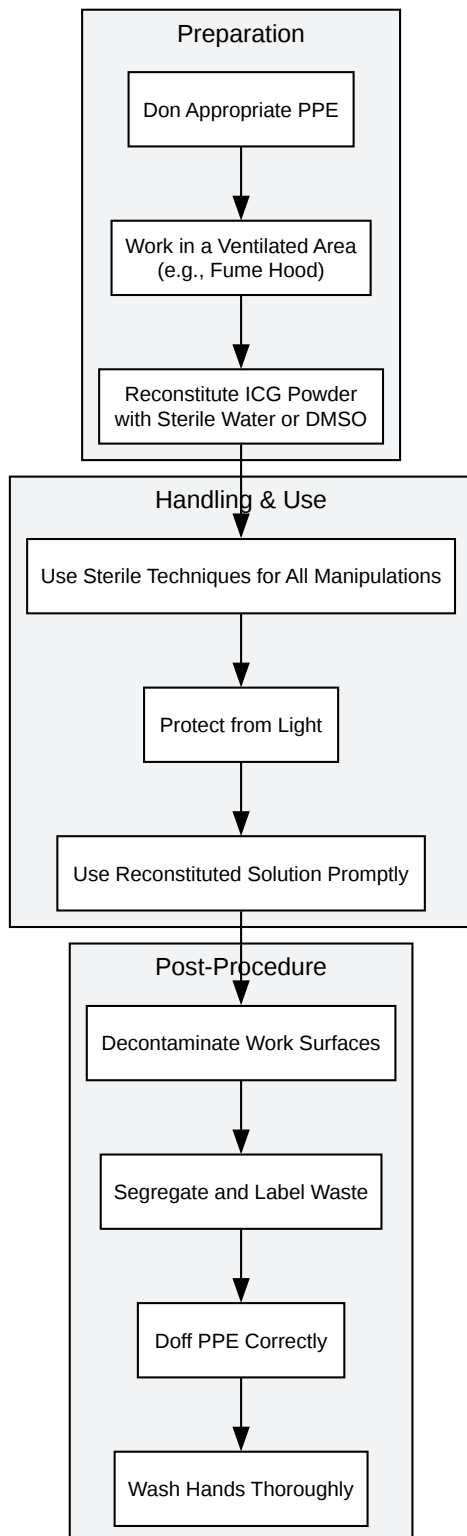 Preparation
Don Appropriate PPE
Work in a Ventilated Area
(e.g., Fume Hood)
Reconstitute ICG Powder
with Sterile Water or DMSO
Handling & Use
Use Sterile Techniques for All Manipulations
Protect from Light
Use Reconstituted Solution Promptly
Post-Procedure
Decontaminate Work Surfaces
Segregate and Label Waste
Doff PPE Correctly
Wash Hands Thoroughly